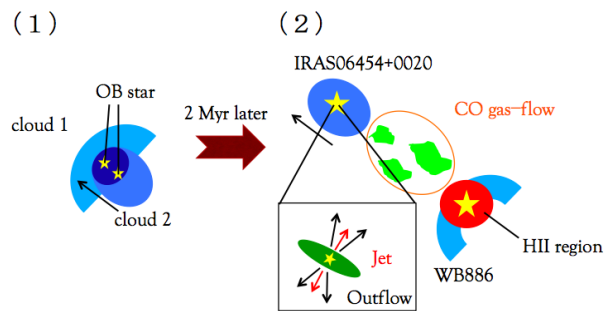 (1)
(2)
IRAS06454+0020
OB star
CO gas-flow
cloud 1
2 Myr later
cloud 2
HII region
Jet
WB886
Outflow